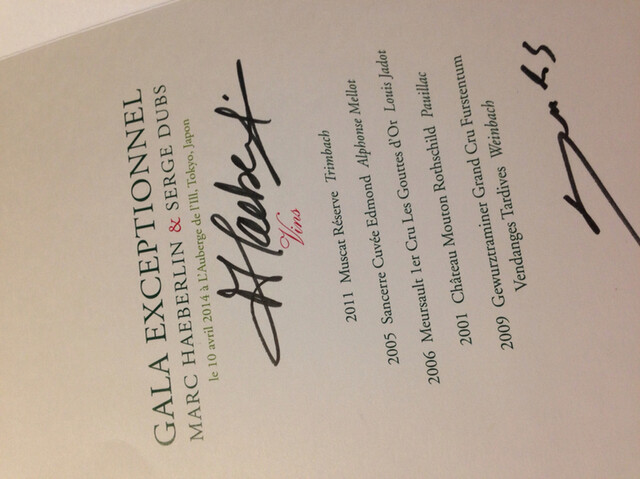 GALA EXCEPTIONNEL
MARC HAEBERLIN & SERGE DUBS
le 10 avril 2014 à L'Auberge de l'Ill, Tokyo, Japon
M Haeberlin
Vins
2011 Muscat Réserve Trimbach
2005 Sancerre Cuvée Edmond Alphonse Mellot
2006 Meursault 1er Cru Les Gouttes d'Or Louis Jadot
2001 Château Mouton Rothschild Pauillac
2009 Gewurztraminer Grand Cru Furstentum
Vendanges Tardives Weinbach